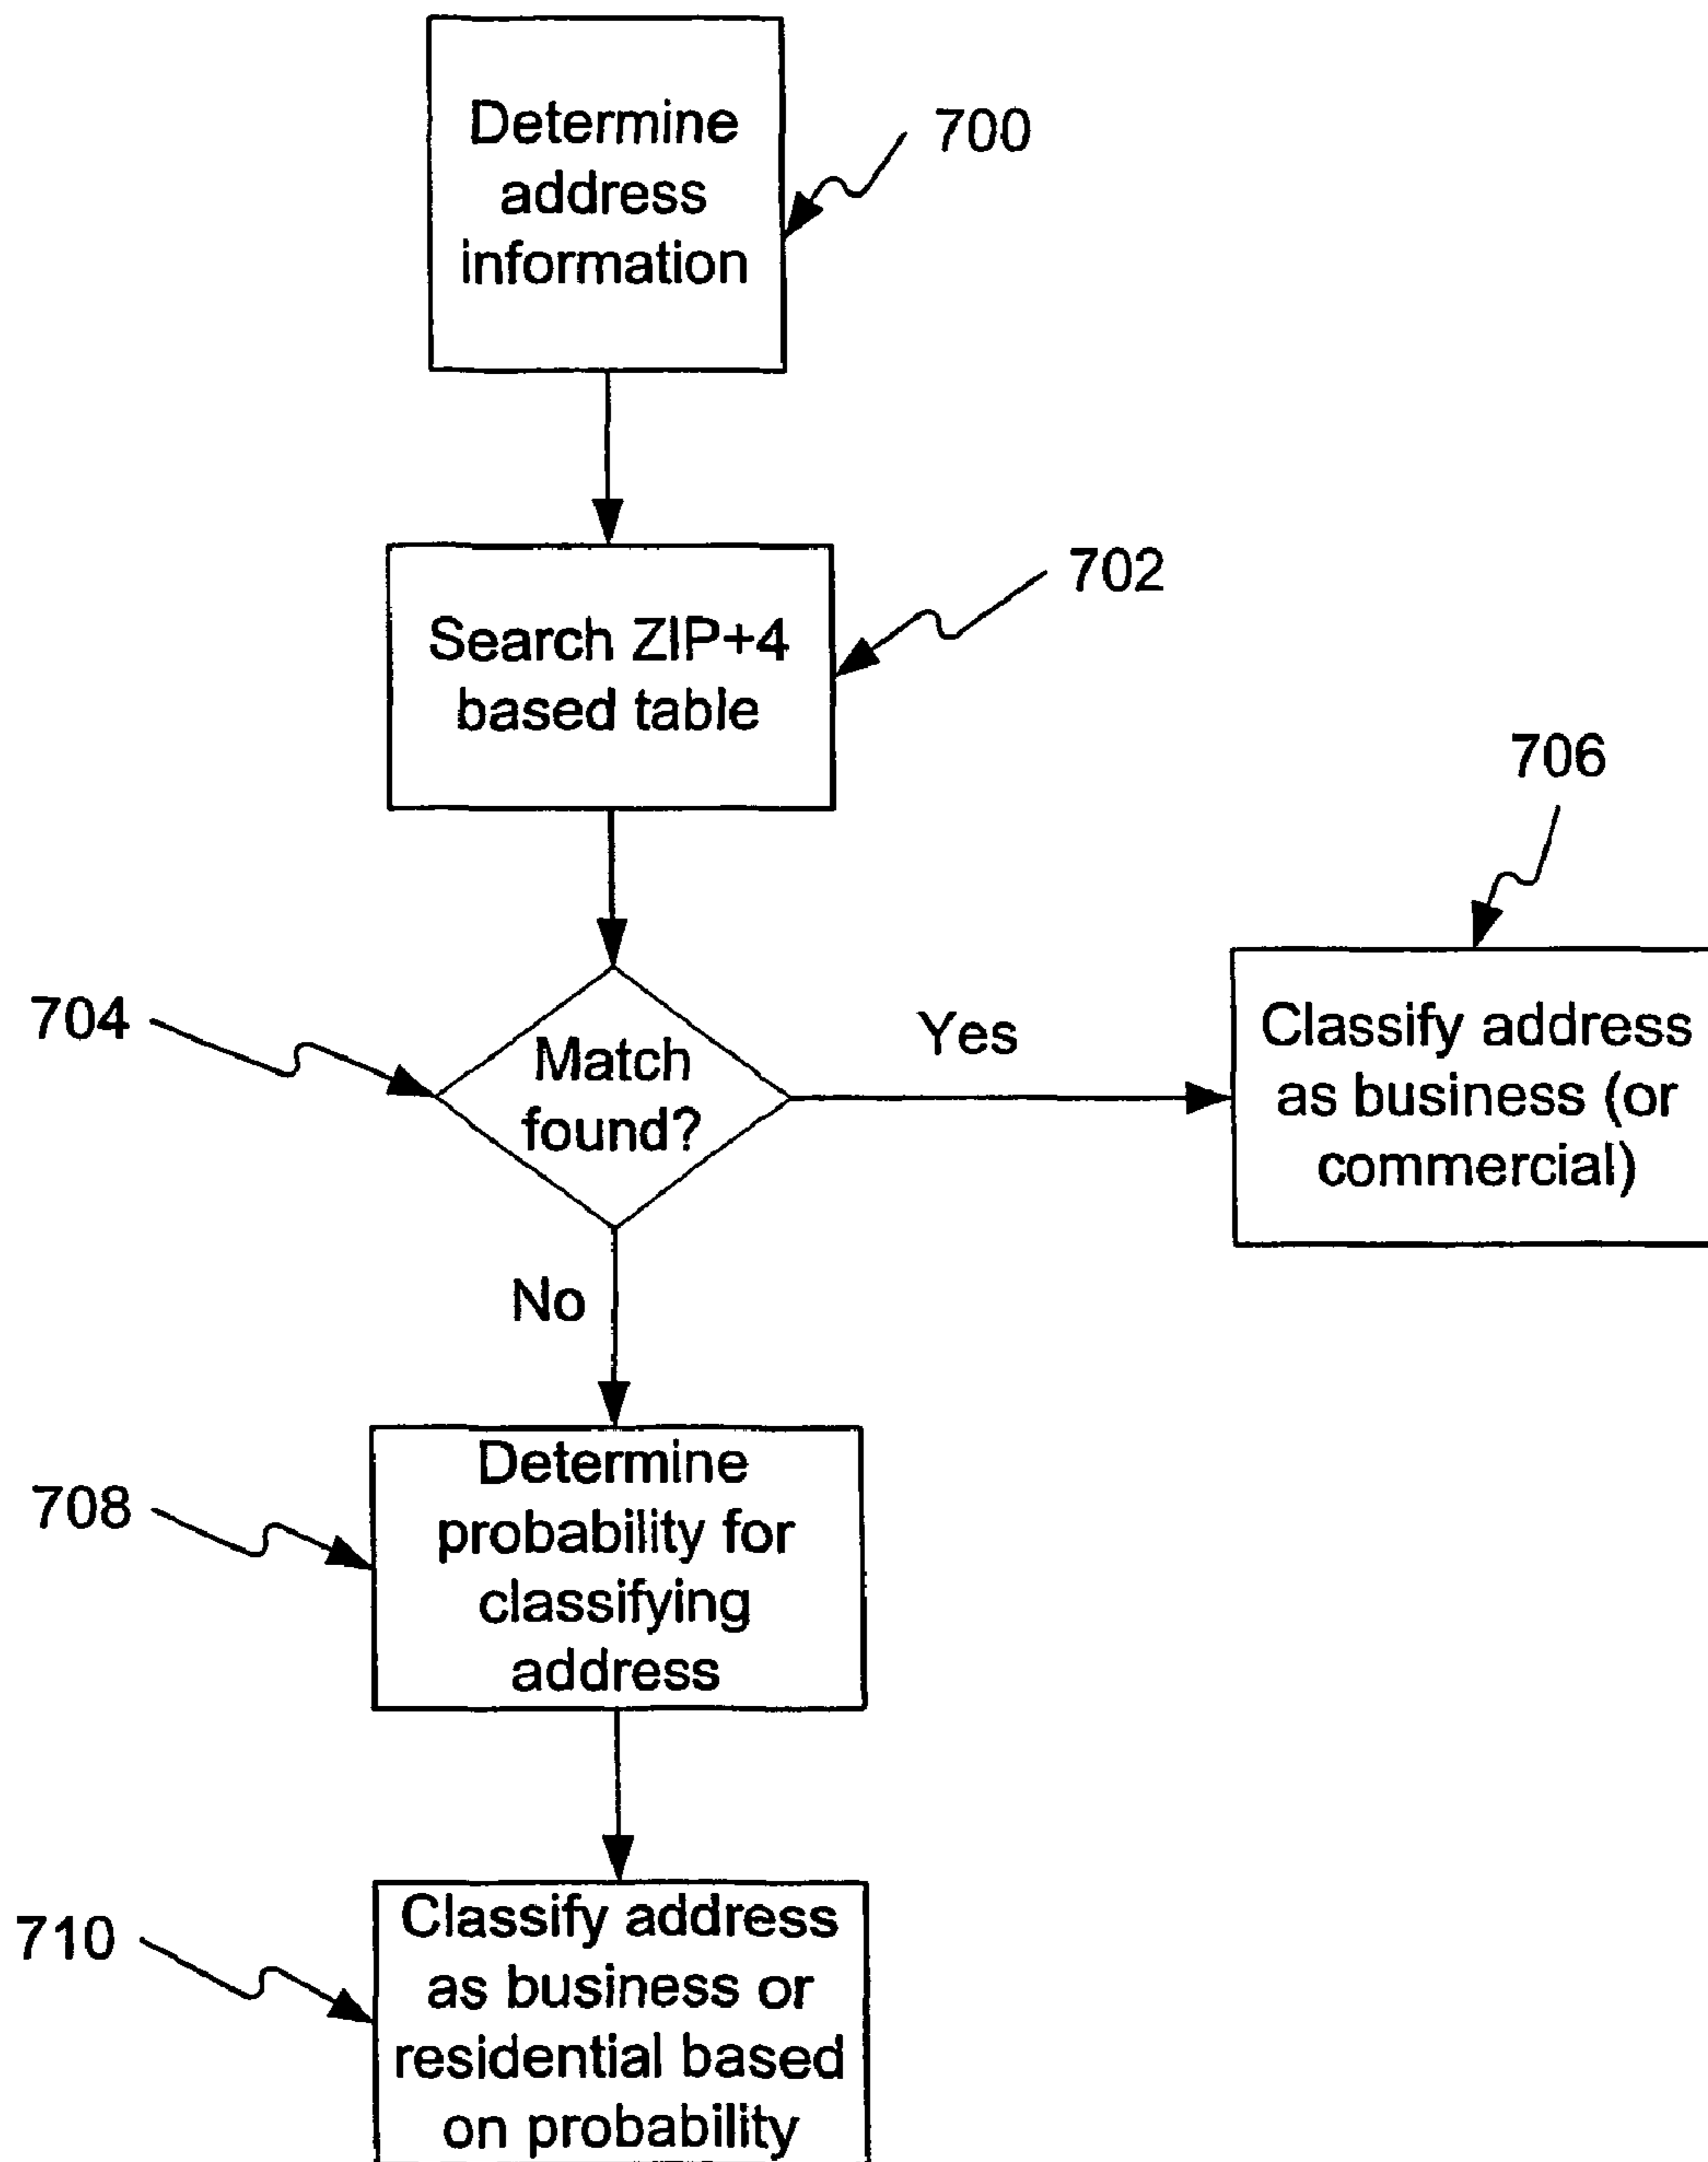 Determine
address
information
700
Search ZIP+4
based table
702
704
Match
found?
Yes
706
Classify address
as business (or
commercial)
No
708
Determine
probability for
classifying
address
710
Classify address
as business or
residential based
on probability